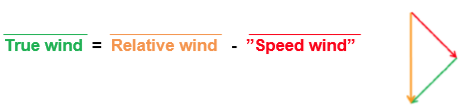 True wind = Relative wind - ”Speed wind”